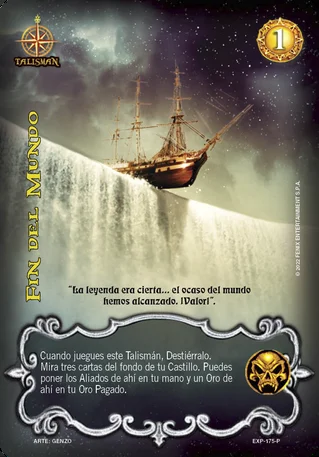 1
TALISMAN
FIN DEL MUNDO
© 2022 FENIX ENTERTAINMENT S.P.A.
"La leyenda era cierta... el ocaso del mundo
hemos alcanzado. ¡Valor!".
Cuando juegues este Talismán, Destiérralo.
Mira tres cartas del fondo de tu Castillo. Puedes
poner los Aliados de ahí en tu mano y un Oro de
ahí en tu Oro Pagado.
ARTE: GENZO
EXP-175-P